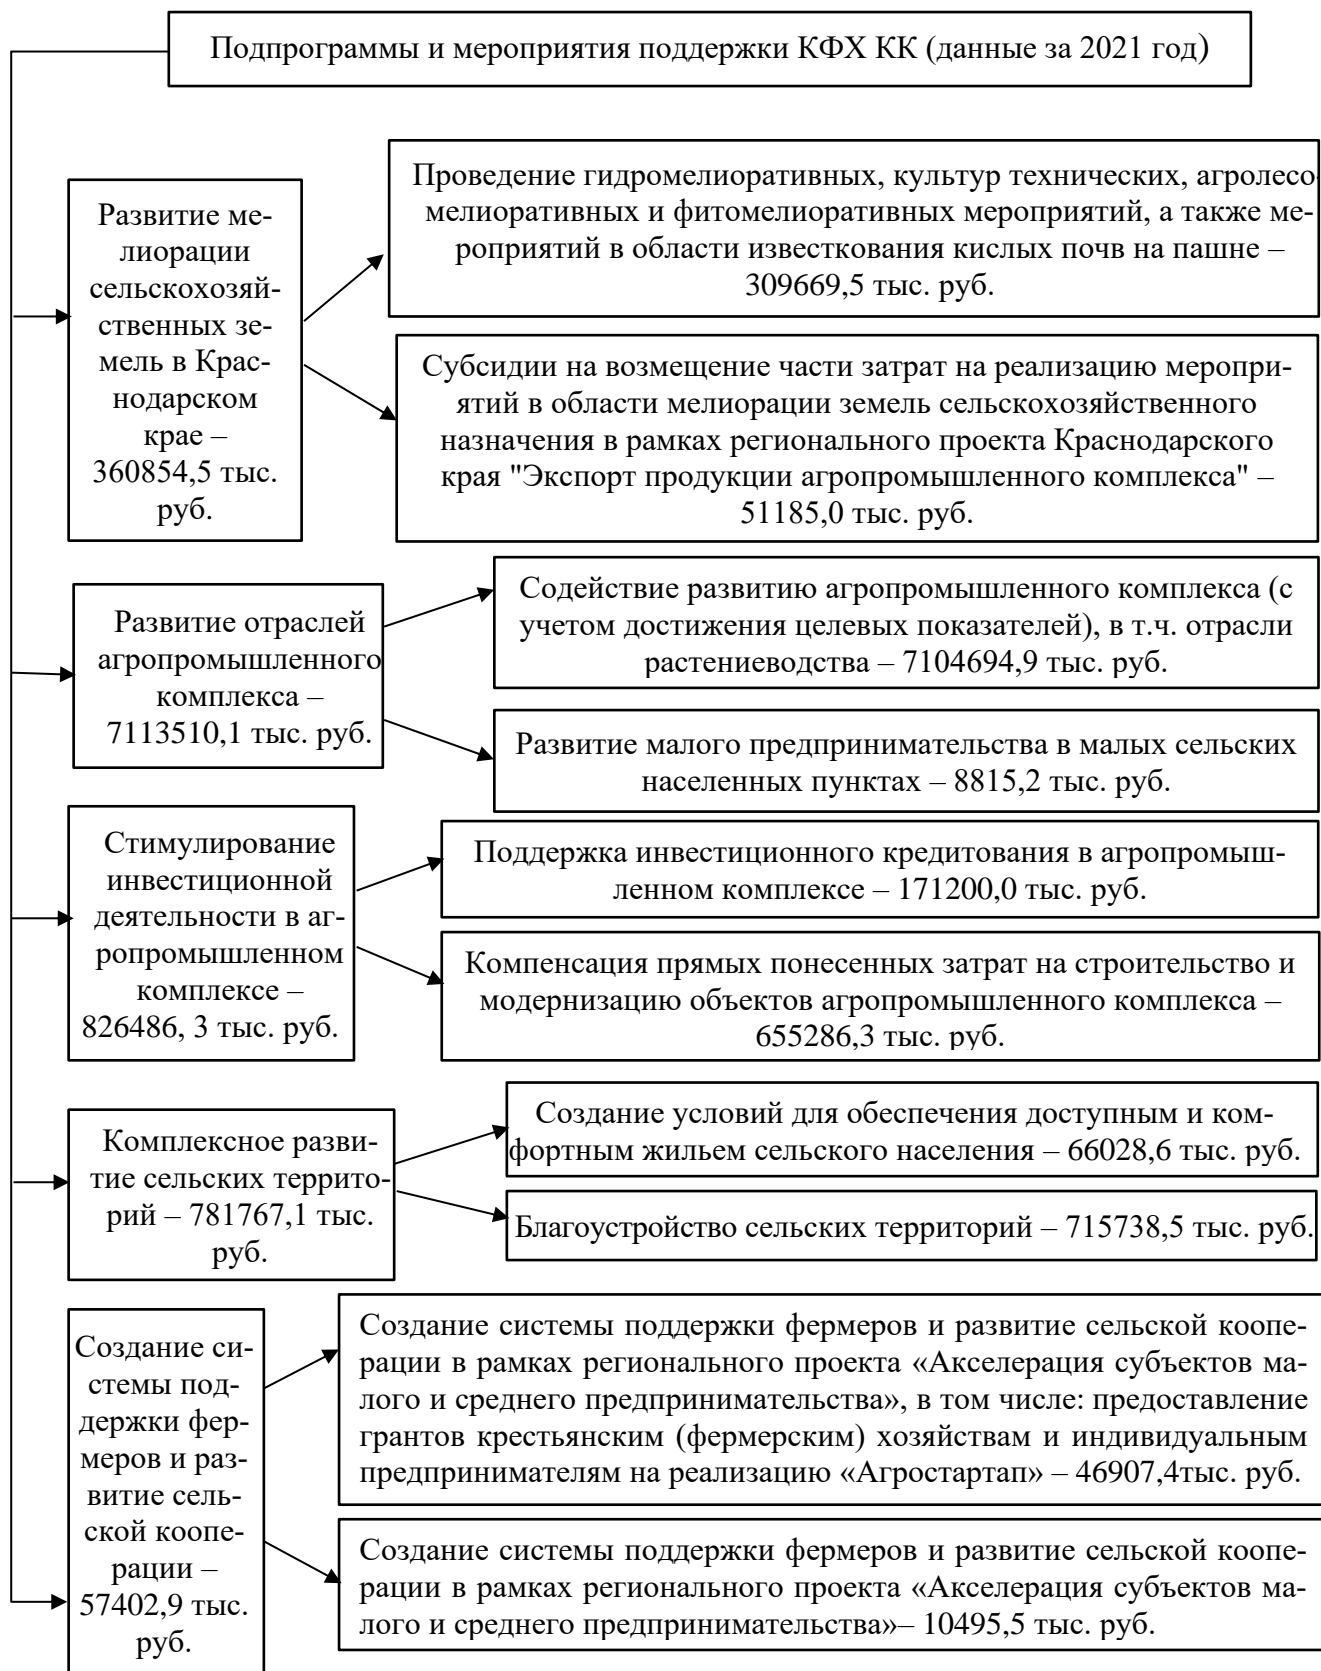 Подпрограммы и мероприятия поддержки КФХ КК (данные за 2021 год)
Развитие ме-
лиорации
сельскохозяй-
ственных зе-
мель в Крас-
нодарском
крае –
360854,5 тыс.
руб.
Проведение гидромелиоративных, культур технических, агролесо
мелиоративных и фитомелиоративных мероприятий, а также ме-
роприятий в области известкования кислых почв на пашне –
309669,5 тыс. руб.
Субсидии на возмещение части затрат на реализацию меропри-
ятий в области мелиорации земель сельскохозяйственного
назначения в рамках регионального проекта Краснодарского
края "Экспорт продукции агропромышленного комплекса" –
51185,0 тыс. руб.
Развитие отраслей
агропромышленного
комплекса –
7113510,1 тыс. руб.
Содействие развитию агропромышленного комплекса (с
учетом достижения целевых показателей), в т.ч. отрасли
растениеводства – 7104694,9 тыс. руб.
Развитие малого предпринимательства в малых сельских
населенных пунктах – 8815,2 тыс. руб.
Стимулирование
инвестиционной
деятельности в аг-
ропромышленном
комплексе –
826486, 3 тыс. руб.
Поддержка инвестиционного кредитования в агропромыш-
ленном комплексе – 171200,0 тыс. руб.
Компенсация прямых понесенных затрат на строительство и
модернизацию объектов агропромышленного комплекса –
655286,3 тыс. руб.
Комплексное разви-
тие сельских террито-
рий – 781767,1 тыс.
руб.
Создание условий для обеспечения доступным и ком-
фортным жильем сельского населения – 66028,6 тыс. руб.
Благоустройство сельских территорий – 715738,5 тыс. руб.
Создание си-
стемы под-
держки фер-
меров и раз-
витие сель-
ской коопе-
рации –
57402,9 тыс.
руб.
Создание системы поддержки фермеров и развитие сельской коопе-
рации в рамках регионального проекта «Акселерация субъектов ма-
лого и среднего предпринимательства», в том числе: предоставление
грантов крестьянским (фермерским) хозяйствам и индивидуальным
предпринимателям на реализацию «Агростартап» – 46907,4тыс. руб.
Создание системы поддержки фермеров и развитие сельской коопе-
рации в рамках регионального проекта «Акселерация субъектов ма-
лого и среднего предпринимательства»– 10495,5 тыс. руб.